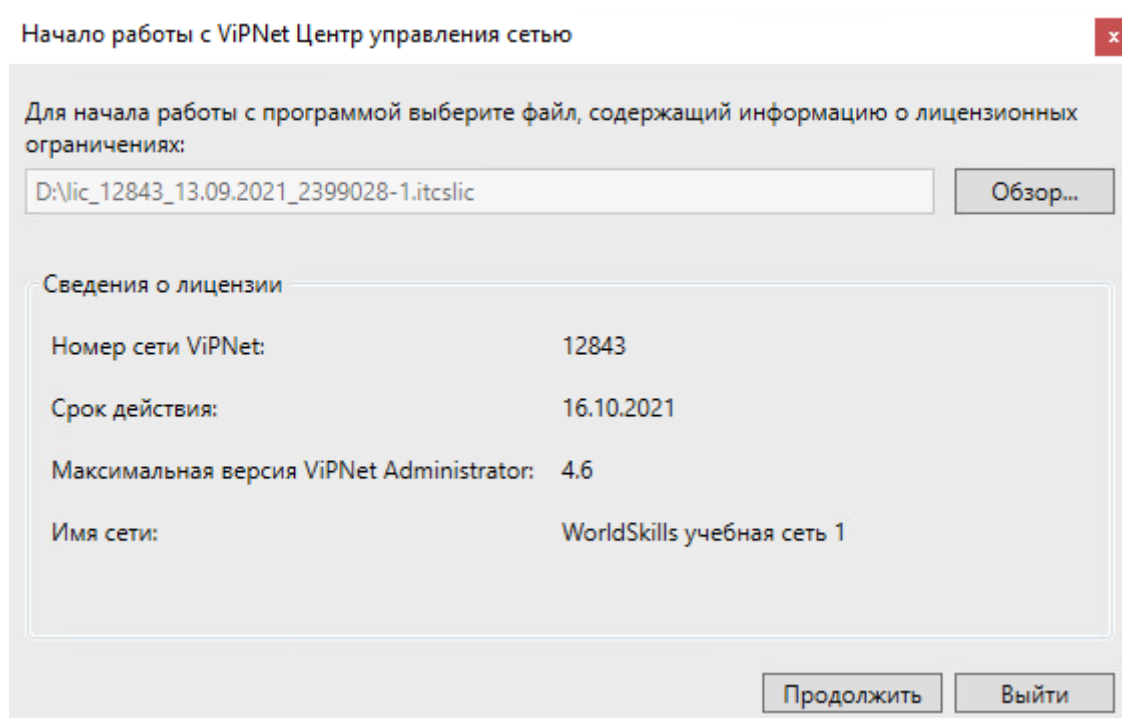 Начало работы с ViPNet Центр управления сетью
x
Для начала работы с программой выберите файл, содержащий информацию о лицензионных
ограничениях:
D:\lic_12843_13.09.2021_2399028-1.itcslic
Обзор...
Сведения о лицензии
Номер сети ViPNet: 12843
Срок действия: 16.10.2021
Максимальная версия ViPNet Administrator: 4.6
Имя сети: WorldSkills учебная сеть 1
Продолжить Выйти